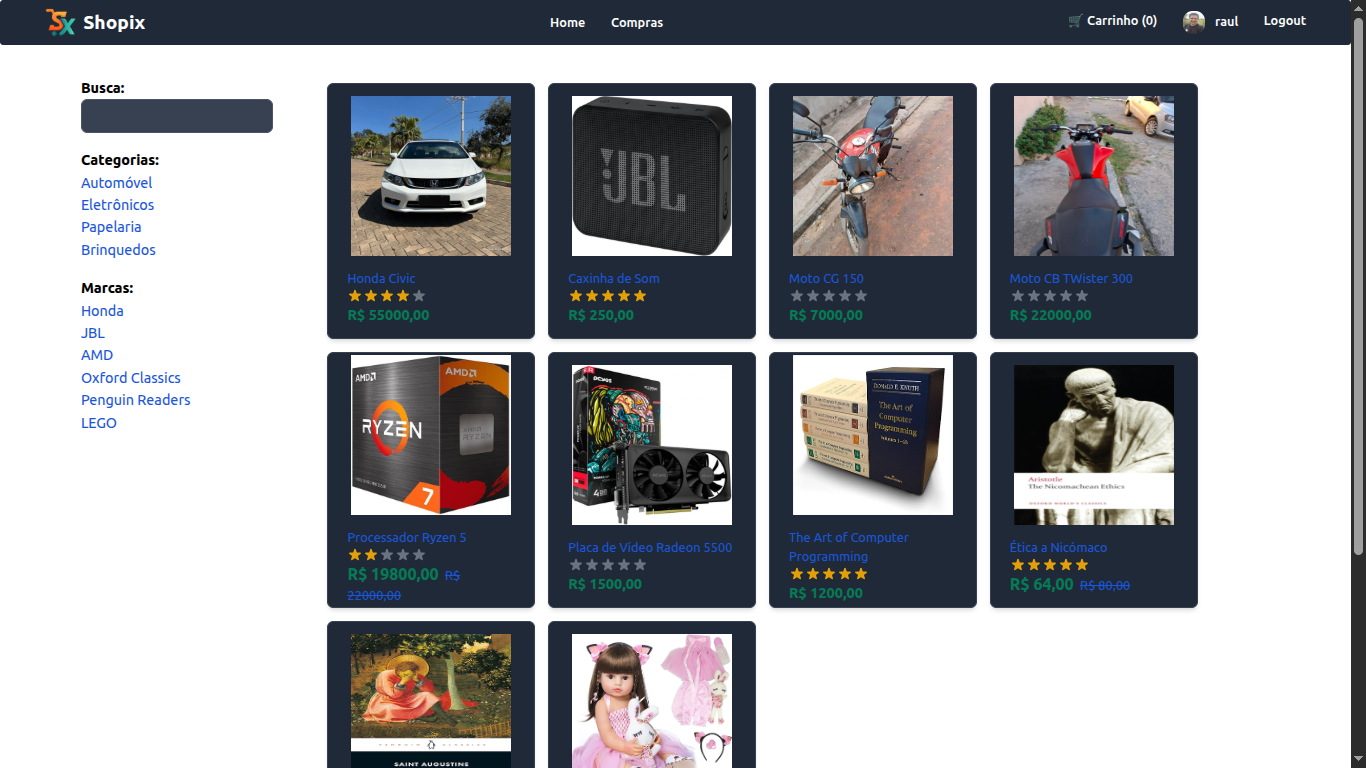 Shopix
Home
Compras
Carrinho (0)
raul
Logout
Busca:
Categorias:
Automóvel
Eletrônicos
Papelaria
Brinquedos
Marcas:
Honda
JBL
AMD
Oxford Classics
Penguin Readers
LEGO
Honda Civic
R$ 55000,00
JBL
Caxinha de Som
R$ 250,00
Moto CG 150
R$ 7000,00
Moto CB TWister 300
R$ 22000,00
AMD
AMD
RYZEN
7
Processador Ryzen 5
R$ 19800,00 R$
22000,00
PCYES
Placa de Vídeo Radeon 5500
R$ 1500,00
DONALD E. KNUTH
The Art of
Computer
Programming
The Art of Computer
Programming
R$ 1200,00
Aristotle
The Nicomachean Ethics
Ética a Nicómaco
R$ 64,00 R$ 80,00
SAINT AUGUSTINE